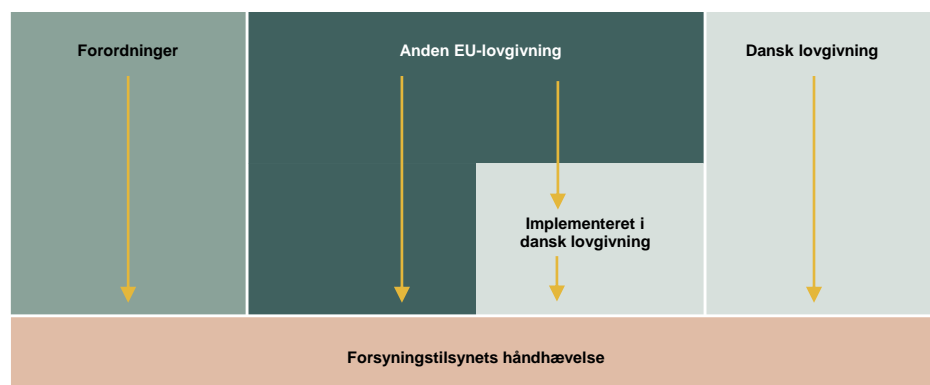 Forordninger
Anden EU-lovgivning
Dansk lovgivning
Implementeret i
dansk lovgivning
Forsyningstilsynets håndhævelse